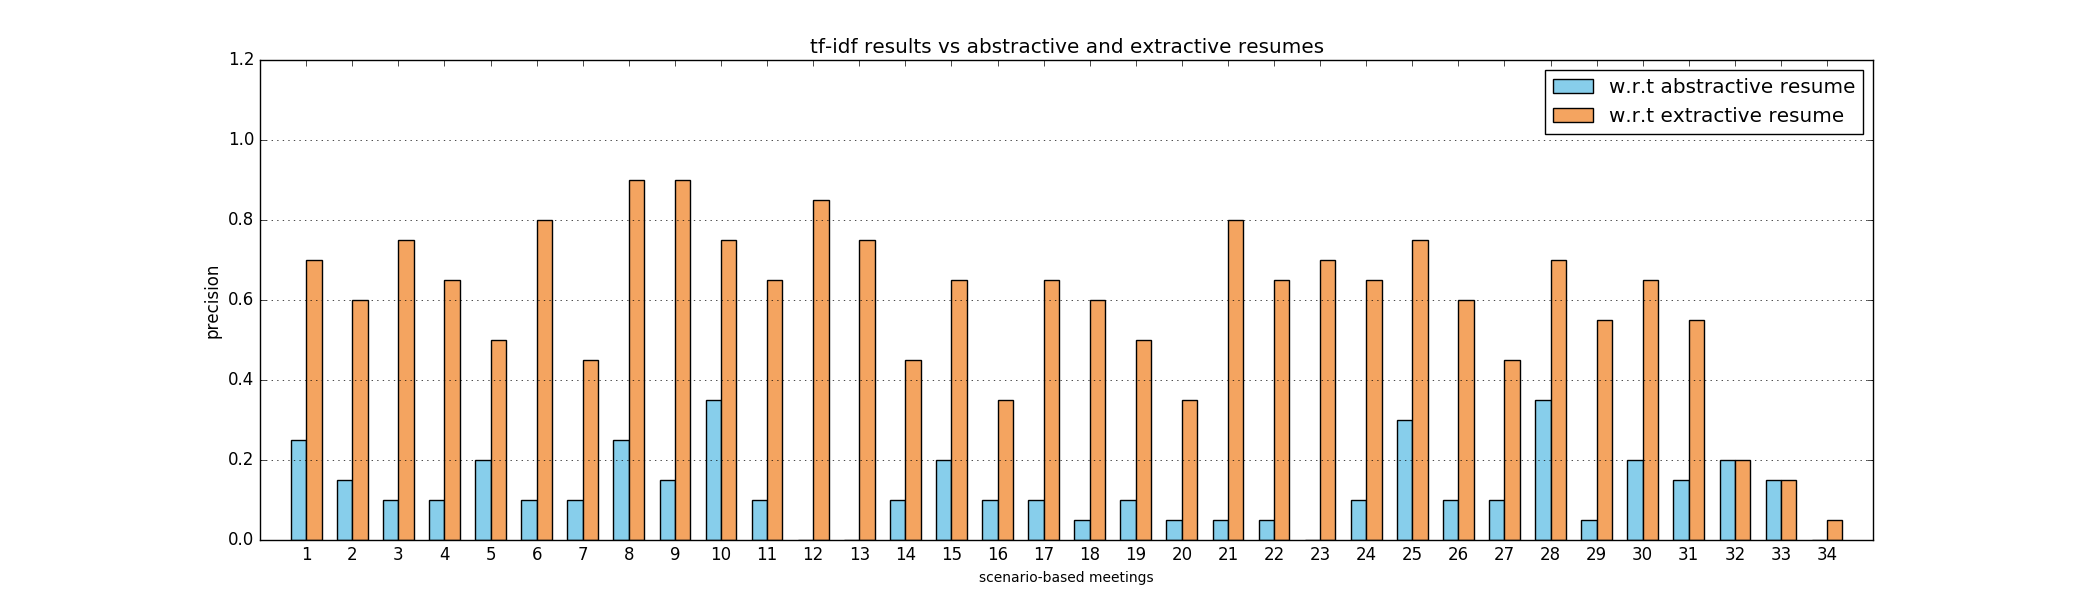 tf-idf results vs abstractive and extractive resumes
w.r.t abstractive resume
w.r.t extractive resume
1.2
1.0
0.8
0.6
0.4
0.2
0.0
precision
1 2 3 4 5 6 7 8 9 10 11 12 13 14 15 16 17 18 19 20 21 22 23 24 25 26 27 28 29 30 31 32 33 34
scenario-based meetings